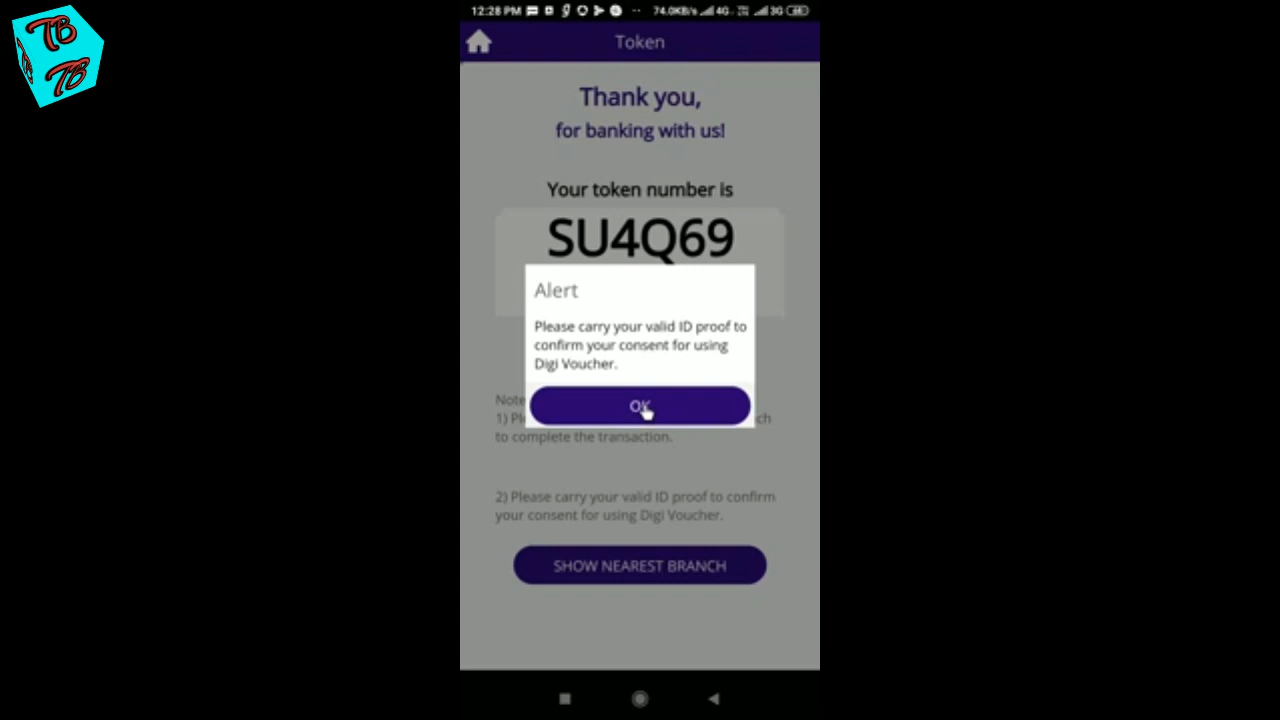 TB
TB
12:28 PM
74.0KB/s
4G
3G
Token
Thank you,
for banking with us!
Your token number is
SU4Q69
Alert
Please carry your valid ID proof to
confirm your consent for using
Digi Voucher.
OK
Note
1) Ple ch
to complete the transaction.
2) Please carry your valid ID proof to confirm
your consent for using Digi Voucher.
SHOW NEAREST BRANCH